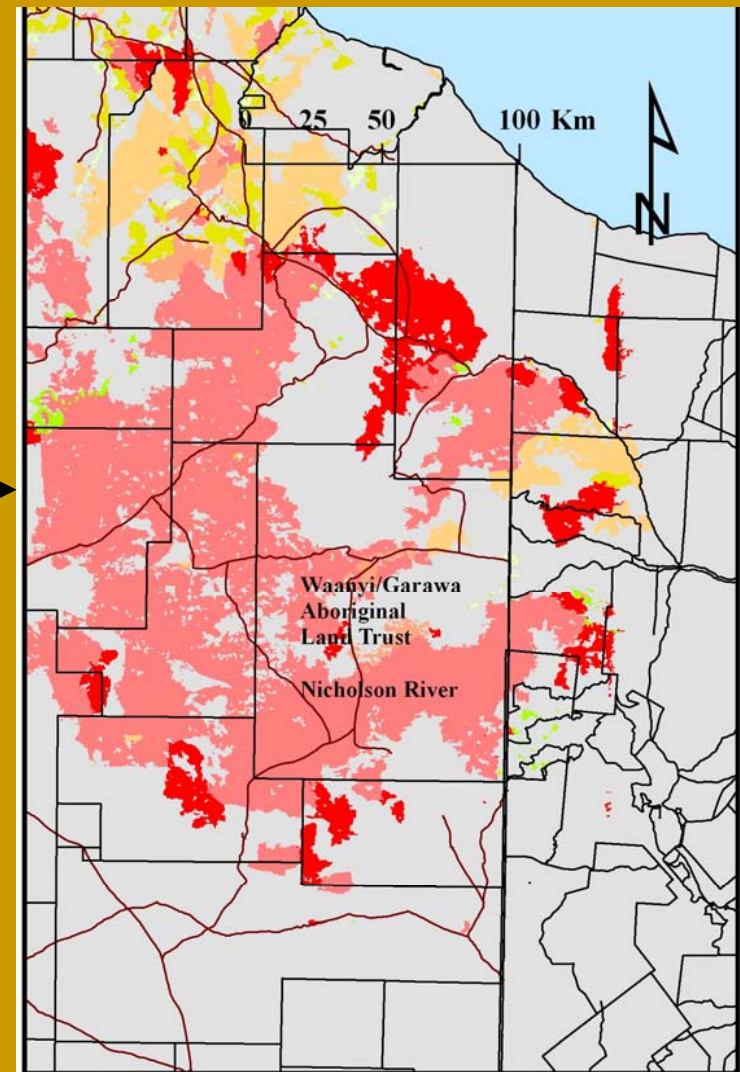 0 25 50 100 Km
N
Waanyi/Garawa
Aboriginal
Land Trust
Nicholson River